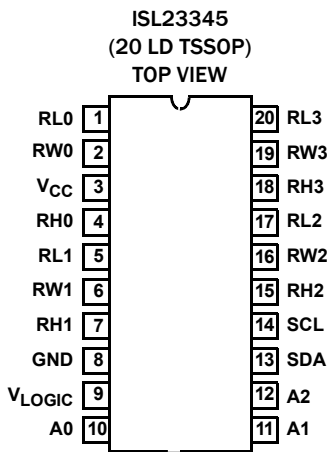 ISL23345
(20 LD TSSOP)
TOP VIEW
RL0 1 20 RL3
RW0 2 19 RW3
VCC 3 18 RH3
RH0 4 17 RL2
RL1 5 16 RW2
RW1 6 15 RH2
RH1 7 14 SCL
GND 8 13 SDA
VLOGIC 9 12 A2
A0 10 11 A1